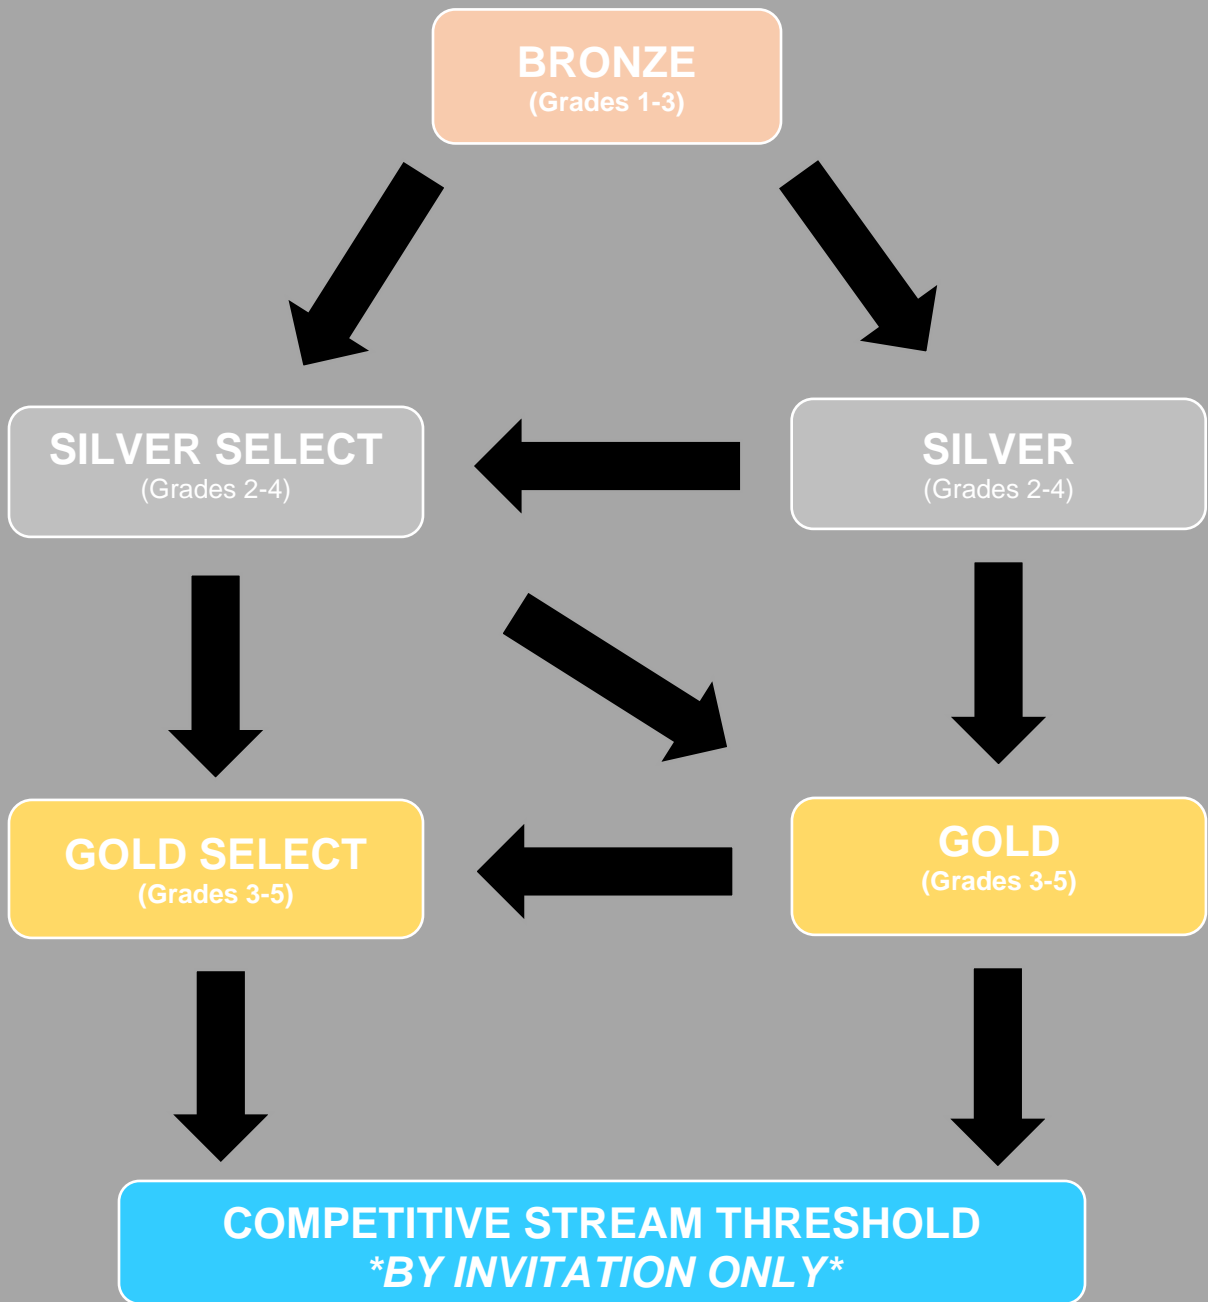 BRONZE
(Grades 1-3)
SILVER SELECT
(Grades 2-4)
SILVER
(Grades 2-4)
GOLD SELECT
(Grades 3-5)
GOLD
(Grades 3-5)
COMPETITIVE STREAM THRESHOLD
*BY INVITATION ONLY*